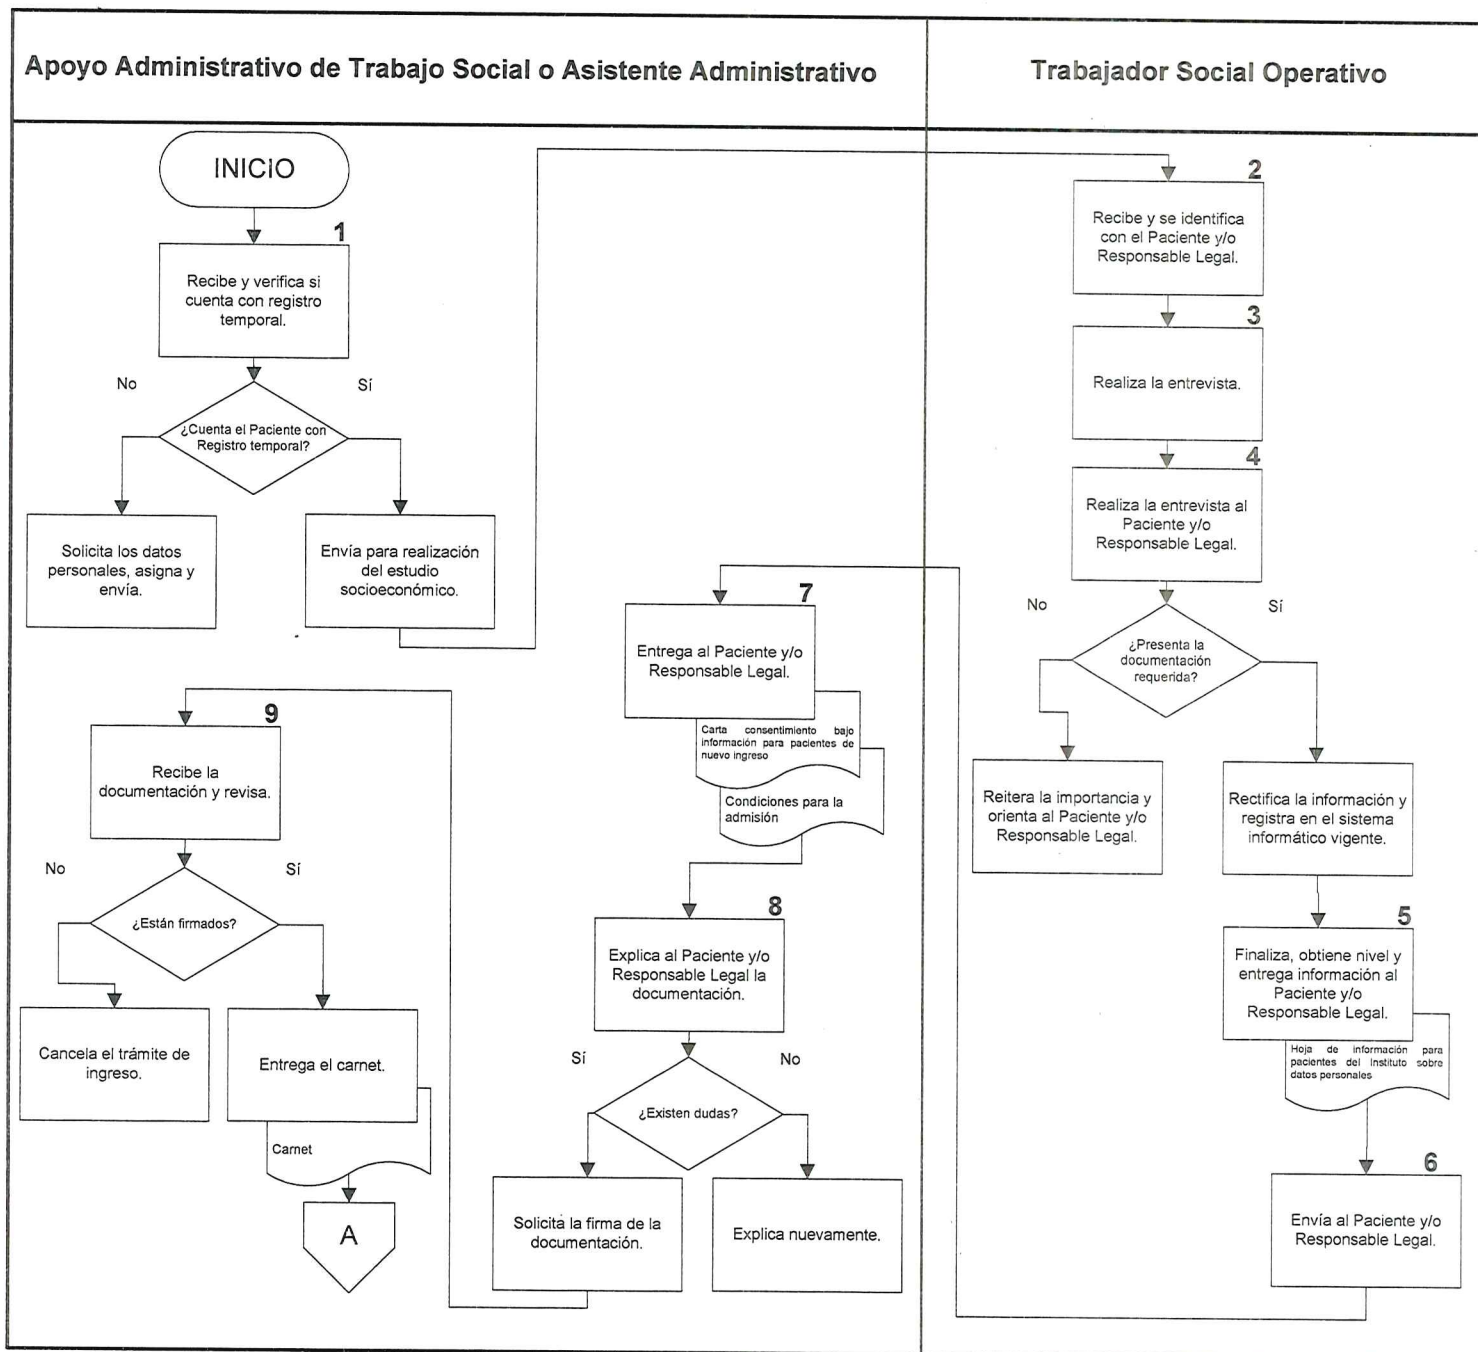 Apoyo Administrativo de Trabajo Social o Asistente Administrativo
Trabajador Social Operativo
INICIO
1
Recibe y verifica si
cuenta con registro
temporal.
No
Sí
¿Cuenta el Paciente con
Registro temporal?
Solicita los datos
personales, asigna y
envía.
Envía para realización
del estudio
socioeconómico.
2
Recibe y se identifica
con el Paciente y/o
Responsable Legal.
3
Realiza la entrevista.
4
Realiza la entrevista al
Paciente y/o
Responsable Legal.
No
Sí
¿Presenta la
documentación
requerida?
Reitera la importancia y
orienta al Paciente y/o
Responsable Legal.
Rectifica la información y
registra en el sistema
informático vigente.
5
Finaliza, obtiene nivel y
entrega información al
Paciente y/o
Responsable Legal.
Hoja de información para
pacientes del Instituto sobre
datos personales
6
Envía al Paciente y/o
Responsable Legal.
7
Entrega al Paciente y/o
Responsable Legal.
Carta consentimiento bajo
información para pacientes de
nuevo ingreso
Condiciones para la
admisión
8
Explica al Paciente y/o
Responsable Legal la
documentación.
Sí
No
¿Existen dudas?
Solicita la firma de la
documentación.
Explica nuevamente.
9
Recibe la
documentación y revisa.
No
Sí
¿Están firmados?
Cancela el trámite de
ingreso.
Entrega el carnet.
Carnet
A